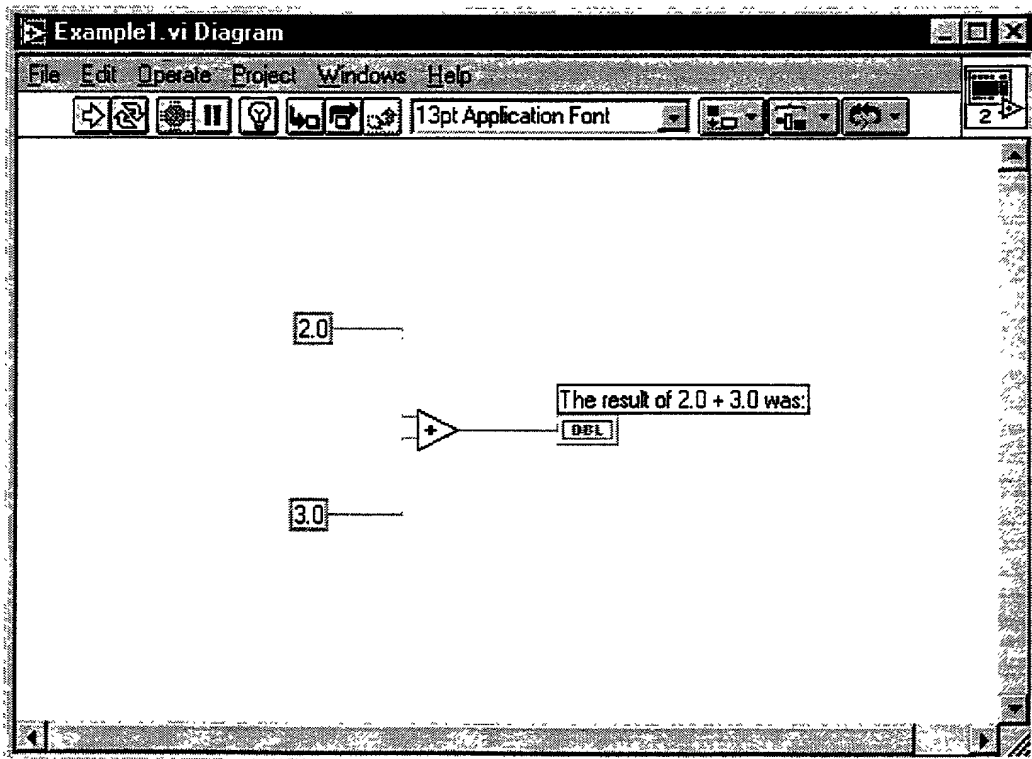 Example1.vi Diagram
File Edit Operate Project Windows Help
13pt Application Font
2
2.0
The result of 2.0 + 3.0 was:
+
DBL
3.0